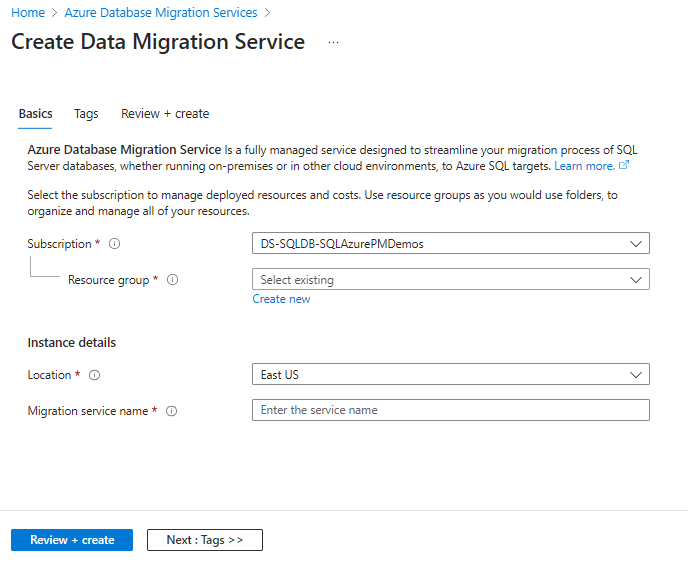 Home > Azure Database Migration Services >
Create Data Migration Service ...
Basics Tags Review + create
Azure Database Migration Service Is a fully managed service designed to streamline your migration process of SQL
Server databases, whether running on-premises or in other cloud environments, to Azure SQL targets. Learn more.
Select the subscription to manage deployed resources and costs. Use resource groups as you would use folders, to
organize and manage all of your resources.
Subscription * DS-SQLDB-SQLAzurePMDemos
Resource group * Select existing
Create new
Instance details
Location * East US
Migration service name * Enter the service name
Review + create Next : Tags >>